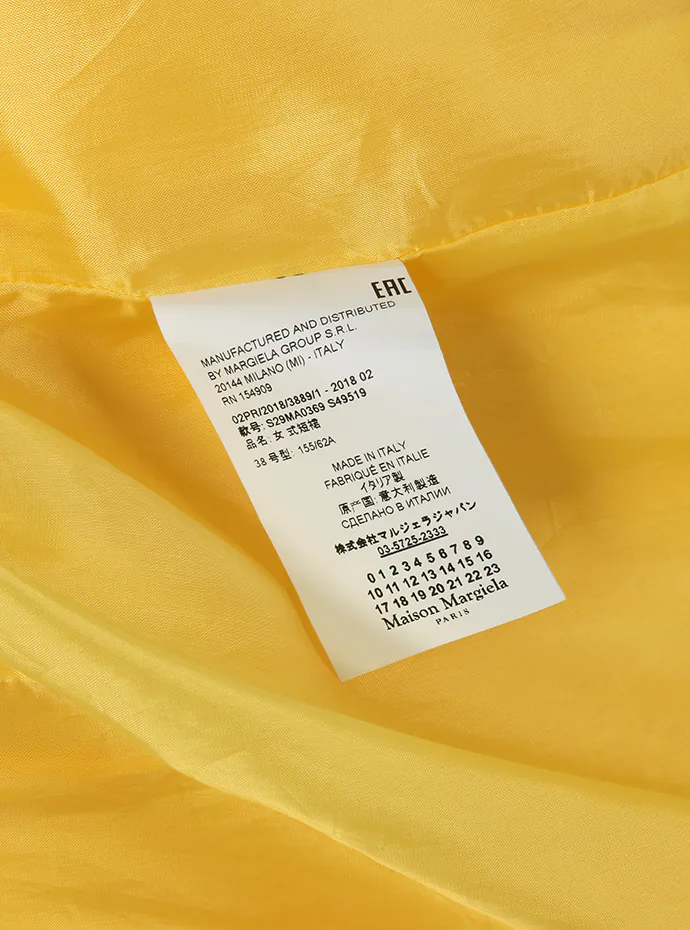 EAC
MANUFACTURED AND DISTRIBUTED
BY MARGIELA GROUP S.R.L.
20144 MILANO (MI) - ITALY
RN 154909
02PR/2018/3889/1 - 2018 02
款号: S29MA0369 S49519
品名: 女 式 短裙
38 号型: 155/62A
MADE IN ITALY
FABRIQUÉ EN ITALIE
イタリア製
原产国: 意大利製造
СДЕЛАНО В ИТАЛИИ
株式会社マルジェラジャパン
03-5725-2333
0 1 2 3 4 5 6 7 8 9
10 11 12 13 14 15 16
17 18 19 20 21 22 23
Maison Margiela
PARIS